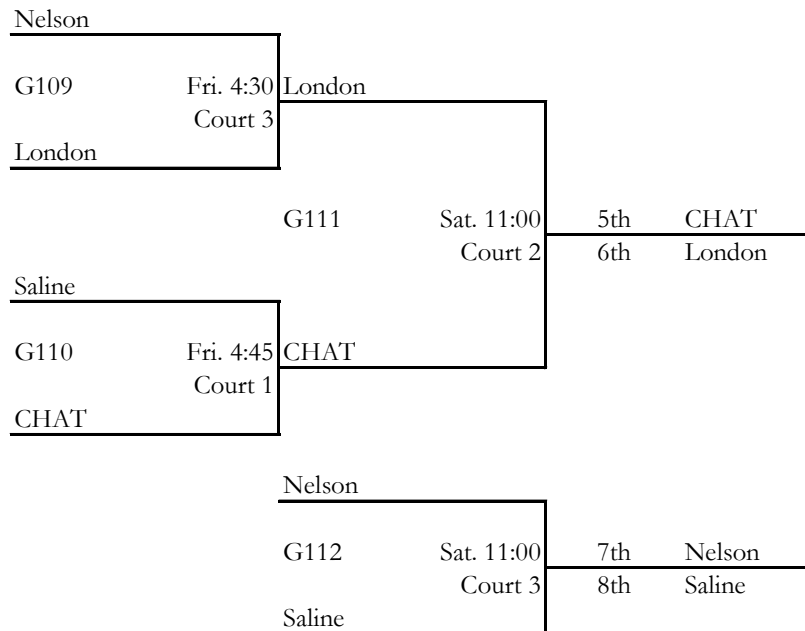 Nelson
G109 Fri. 4:30 London
Court 3
London
G111 Sat. 11:00 5th CHAT
Court 2 6th London
Saline
G110 Fri. 4:45 CHAT
Court 1
CHAT
Nelson
G112 Sat. 11:00 7th Nelson
Court 3 8th Saline
Saline